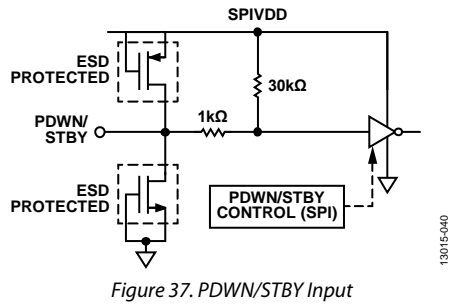 SPIVDD
ESD
PROTECTED
30kΩ
PDWN/
STBY
1kΩ
ESD
PROTECTED
PDWN/STBY
CONTROL (SPI)
13015-040
Figure 37. PDWN/STBY Input